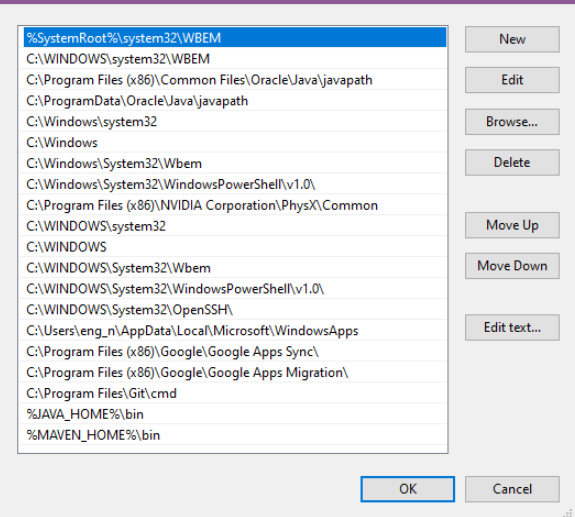 %SystemRoot%\system32\WBEM
C:\WINDOWS\system32\WBEM
C:\Program Files (x86)\Common Files\Oracle\Java\javapath
C:\ProgramData\Oracle\Java\javapath
C:\Windows\system32
C:\Windows
C:\Windows\System32\Wbem
C:\Windows\System32\WindowsPowerShell\v1.0\
C:\Program Files (x86)\NVIDIA Corporation\PhysX\Common
C:\WINDOWS\system32
C:\WINDOWS
C:\WINDOWS\System32\Wbem
C:\WINDOWS\System32\WindowsPowerShell\v1.0\
C:\WINDOWS\System32\OpenSSH\
C:\Users\eng_n\AppData\Local\Microsoft\WindowsApps
C:\Program Files (x86)\Google\Google Apps Sync\
C:\Program Files (x86)\Google\Google Apps Migration\
C:\Program Files\Git\cmd
%JAVA_HOME%\bin
%MAVEN_HOME%\bin
New
Edit
Browse...
Delete
Move Up
Move Down
Edit text...
OK
Cancel